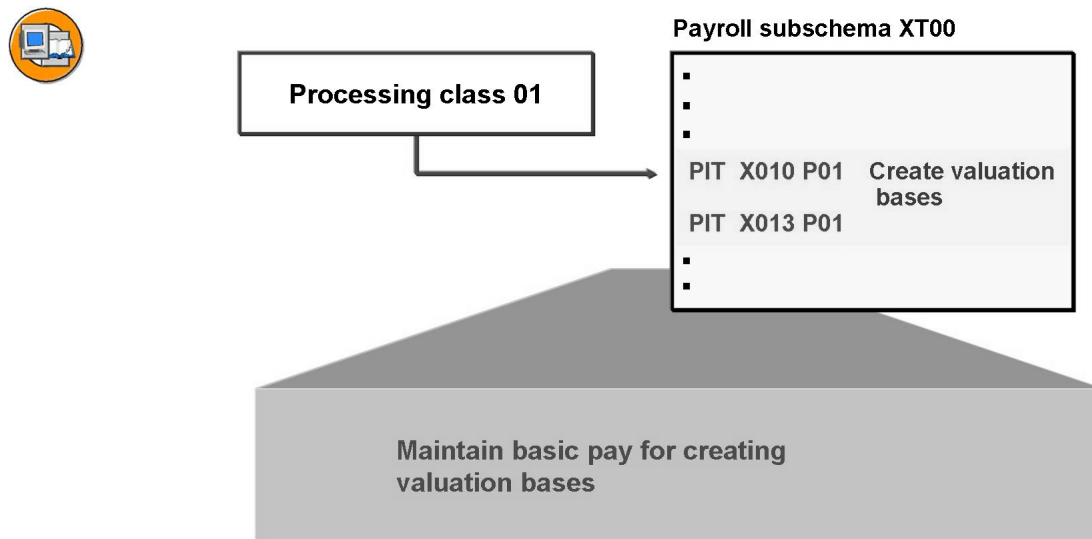 Payroll subschema XT00
Processing class 01
PIT X010 P01 Create valuation
bases
PIT X013 P01
Maintain basic pay for creating
valuation bases